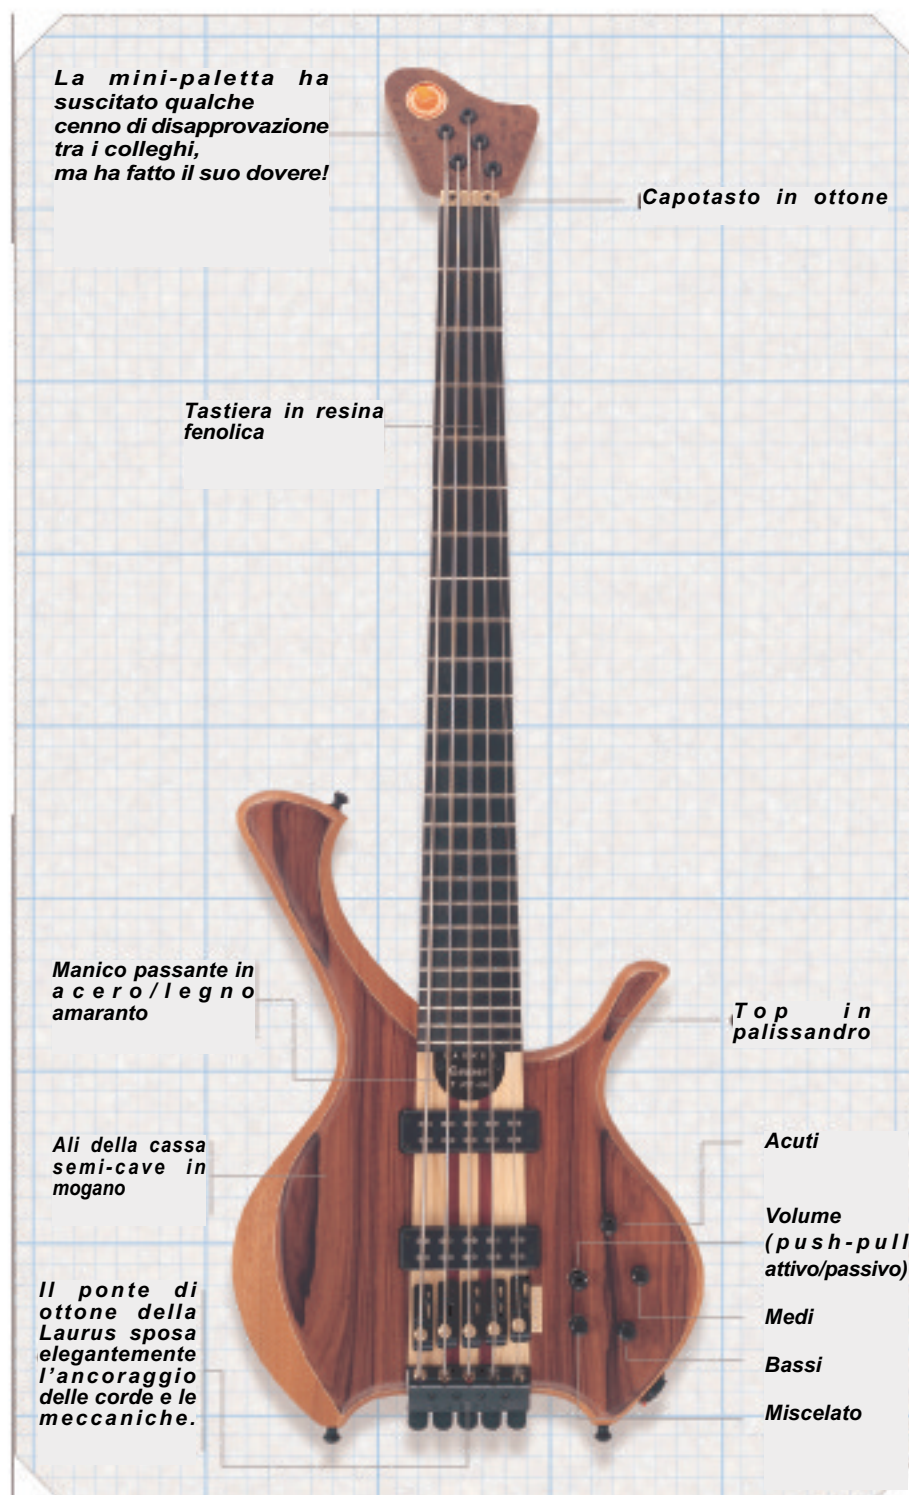 La mini-paletta ha
suscitato qualche
cenno di disapprovazione
tra i colleghi,
ma ha fatto il suo dovere!
Capotasto in ottone
Tastiera in resina
fenolica
Manico passante in
acero/legno
amaranto
Top in
palissandro
Ali della cassa
semi-cave in
mogano
Acuti
Volume
(push-pull
attivo/passivo)
Medi
Bassi
Miscelato
Il ponte di
ottone della
Laurus sposa
elegantemente
l'ancoraggio
delle corde e le
meccaniche.